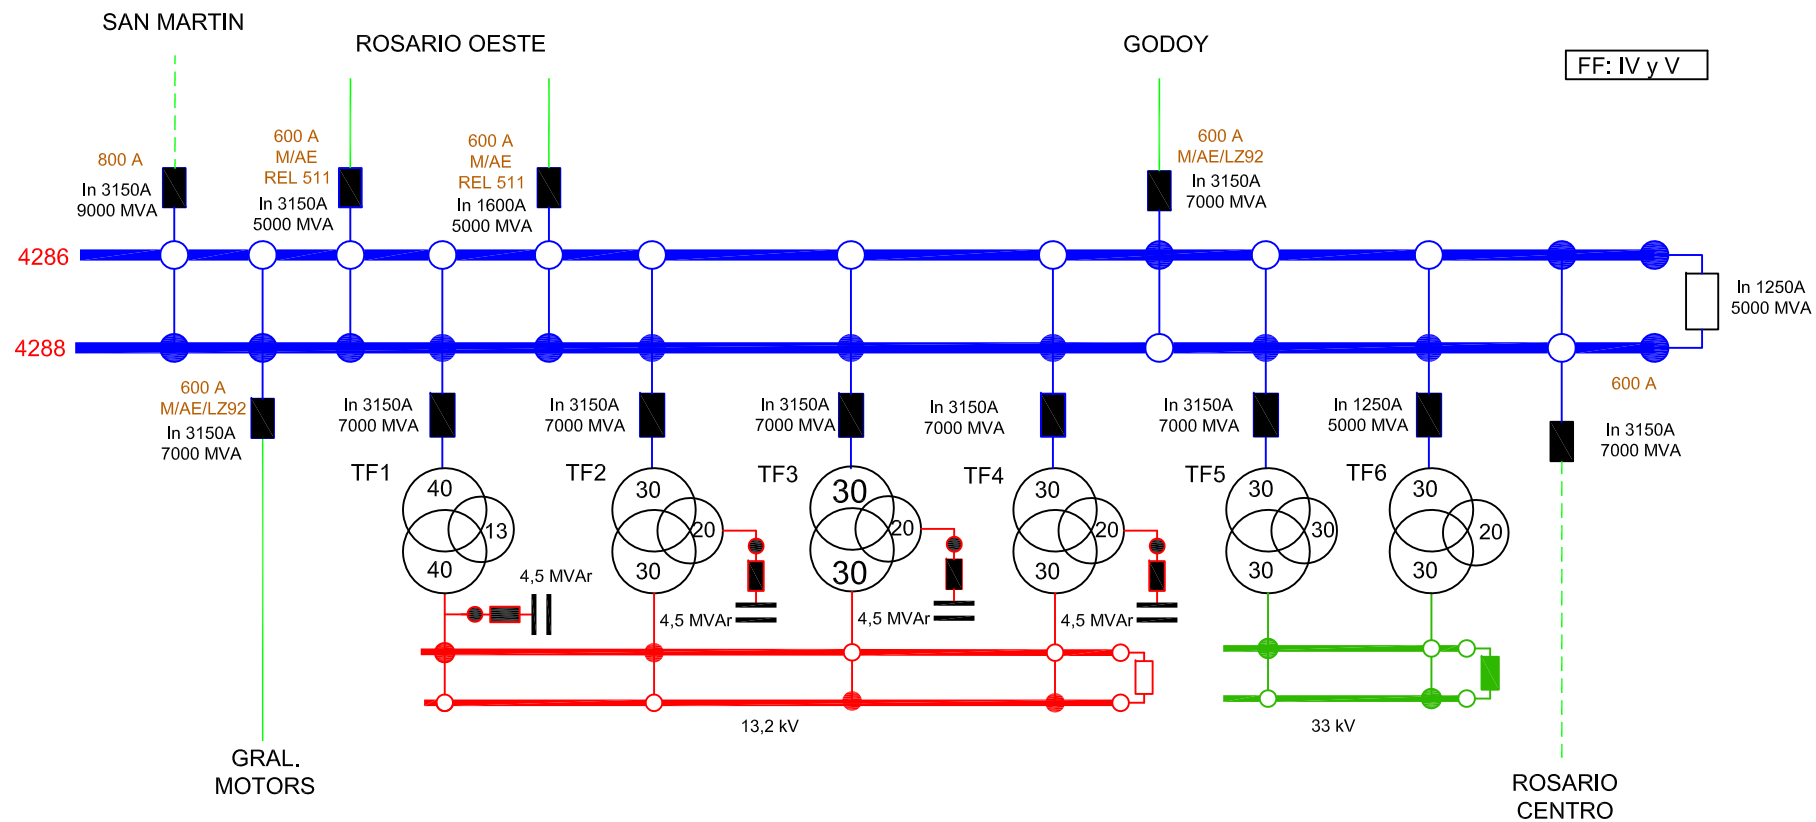 SAN MARTIN
ROSARIO OESTE
GODOY
FF: IV y V
800 A
In 3150A
9000 MVA
600 A
M/AE
REL 511
In 3150A
5000 MVA
600 A
M/AE
REL 511
In 1600A
5000 MVA
600 A
M/AE/LZ92
In 3150A
7000 MVA
4286
In 1250A
5000 MVA
4288
600 A
M/AE/LZ92
In 3150A
7000 MVA
In 3150A
7000 MVA
In 3150A
7000 MVA
In 3150A
7000 MVA
In 3150A
7000 MVA
In 3150A
7000 MVA
In 1250A
5000 MVA
600 A
In 3150A
7000 MVA
TF1
40
13
40
4,5 MVAr
TF2
30
20
30
4,5 MVAr
TF3
30
20
30
4,5 MVAr
TF4
30
20
30
4,5 MVAr
TF5
30
30
30
TF6
30
20
30
13,2 kV
33 kV
GRAL.
MOTORS
ROSARIO
CENTRO